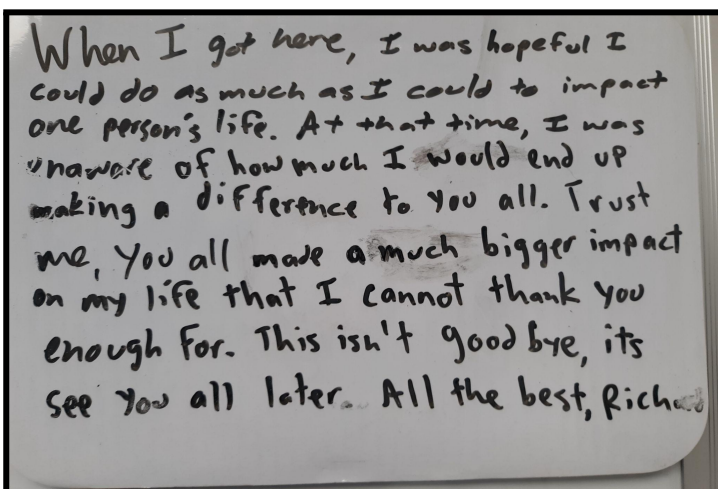 When I got here, I was hopeful I
could do as much as I could to impact
one person's life. At that time, I was
unaware of how much I would end up
making a difference to you all. Trust
me, you all made a much bigger impact
on my life that I cannot thank you
enough for. This isn't goodbye, its
see you all later. All the best, Richard